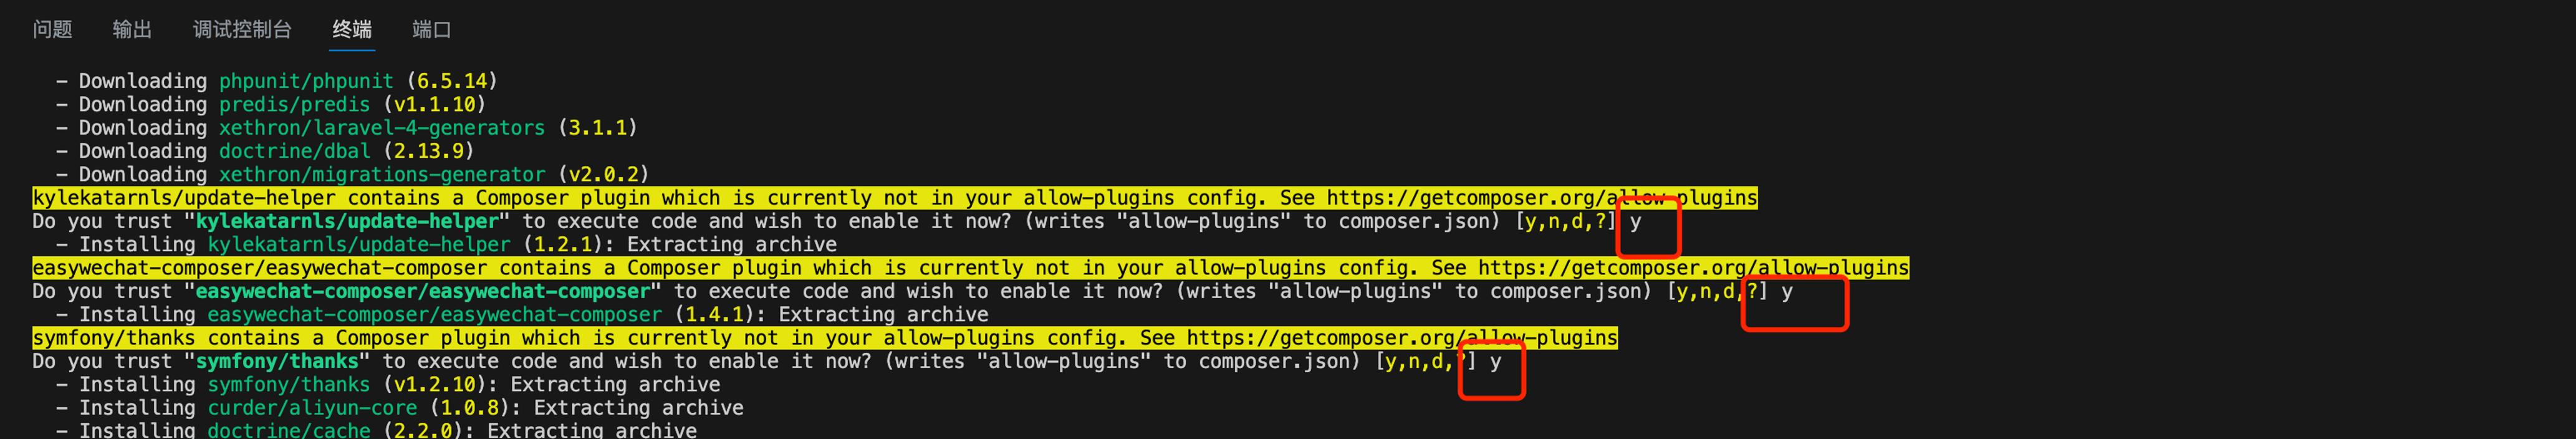 问题 输出 调试控制台 终端 端口
- Downloading phpunit/phpunit (6.5.14)
- Downloading predis/predis (v1.1.10)
- Downloading xethron/laravel-4-generators (3.1.1)
- Downloading doctrine/dbal (2.13.9)
- Downloading xethron/migrations-generator (v2.0.2)
kylekatarnls/update-helper contains a Composer plugin which is currently not in your allow-plugins config. See https://getcomposer.org/allow-plugins
Do you trust "kylekatarnls/update-helper" to execute code and wish to enable it now? (writes "allow-plugins" to composer.json) [y,n,d,?] y
- Installing kylekatarnls/update-helper (1.2.1): Extracting archive
easywechat-composer/easywechat-composer contains a Composer plugin which is currently not in your allow-plugins config. See https://getcomposer.org/allow-plugins
Do you trust "easywechat-composer/easywechat-composer" to execute code and wish to enable it now? (writes "allow-plugins" to composer.json) [y,n,d,?] y
- Installing easywechat-composer/easywechat-composer (1.4.1): Extracting archive
symfony/thanks contains a Composer plugin which is currently not in your allow-plugins config. See https://getcomposer.org/allow-plugins
Do you trust "symfony/thanks" to execute code and wish to enable it now? (writes "allow-plugins" to composer.json) [y,n,d,?] y
- Installing symfony/thanks (v1.2.10): Extracting archive
- Installing curder/aliyun-core (1.0.8): Extracting archive
- Installing doctrine/cache (2.2.0): Extracting archive